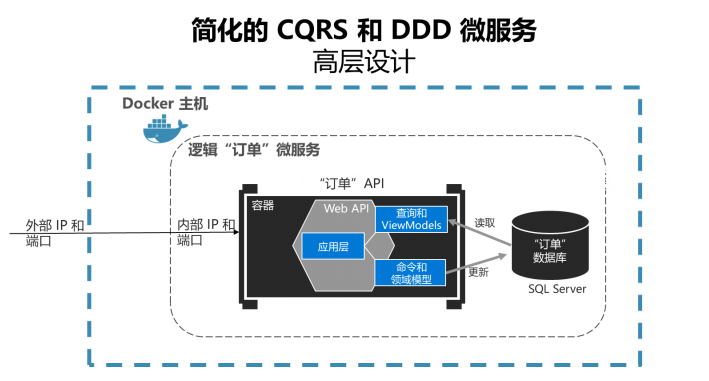 简化的 CQRS 和 DDD 微服务
高层设计
Docker 主机
逻辑“订单”微服务
“订单”API
容器
Web API
查询和
ViewModels
应用层
命令和
领域模型
外部 IP 和
端口
内部 IP 和
端口
读取
更新
“订单”
数据库
SQL Server